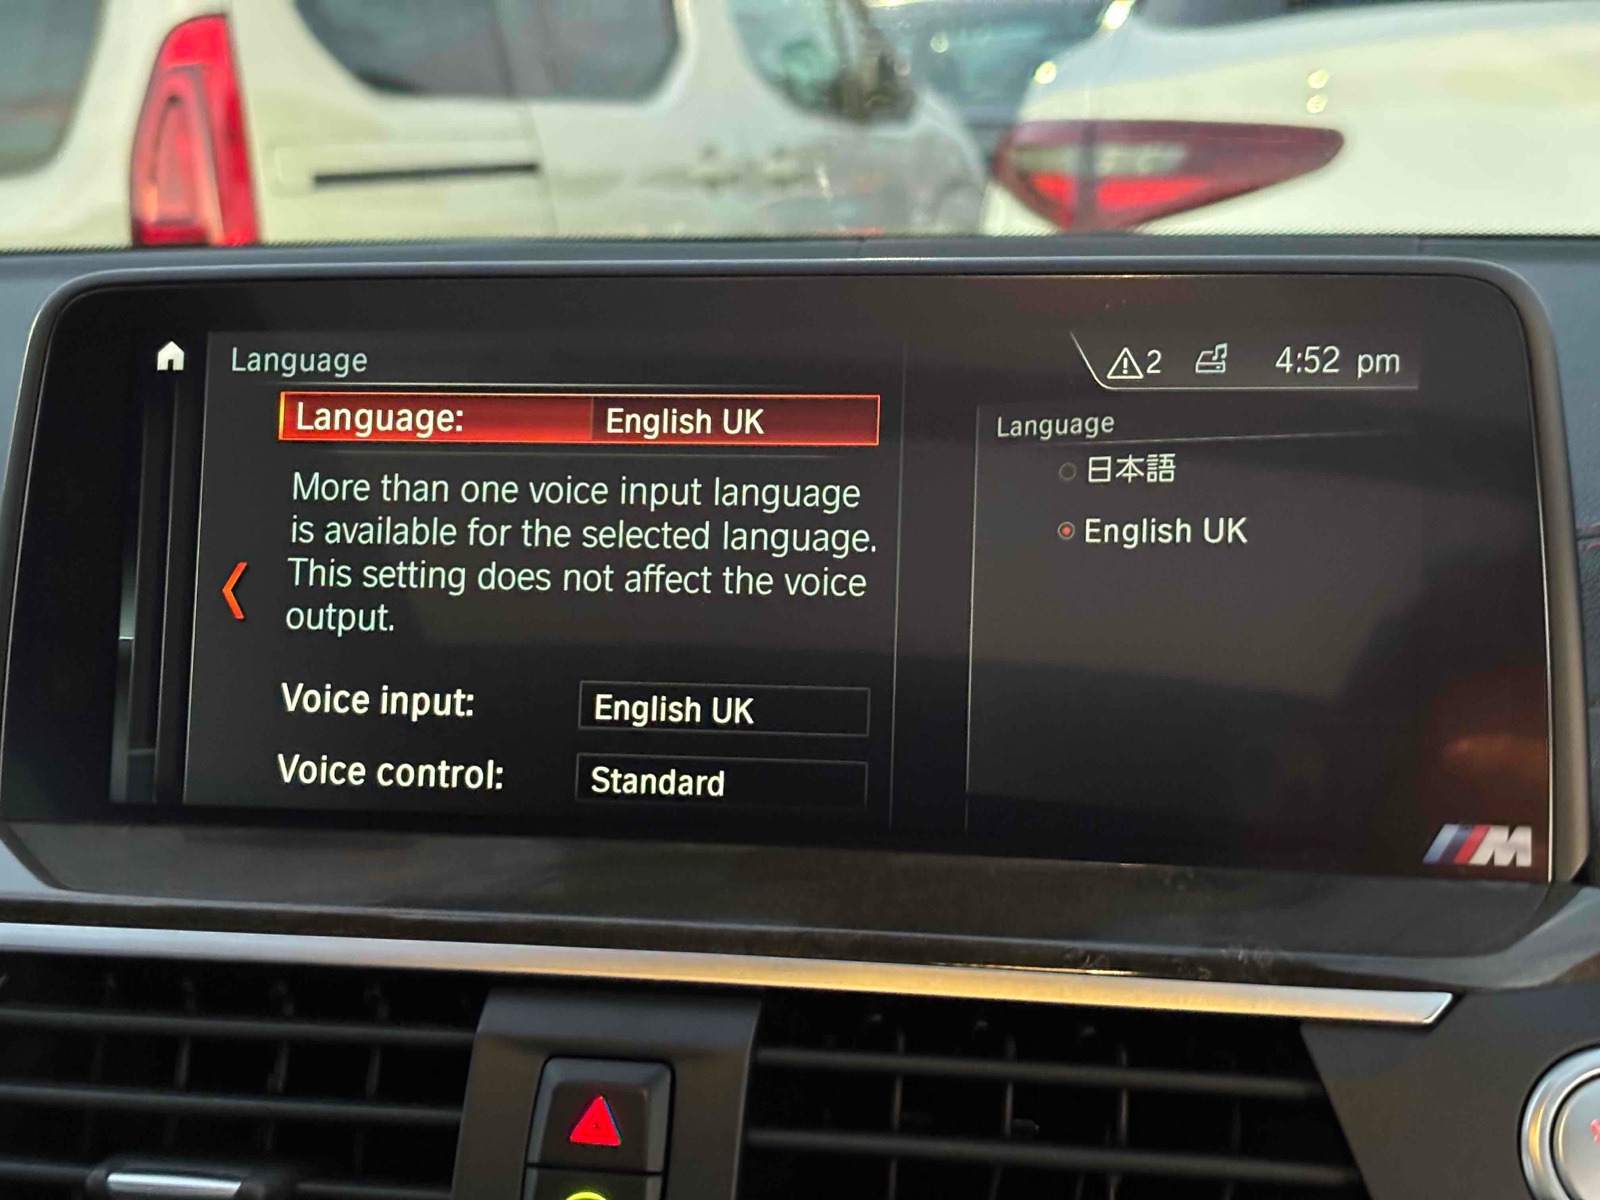 Language
2
4:52 pm
Language: English UK
More than one voice input language
is available for the selected language.
This setting does not affect the voice
output.
Voice input: English UK
Voice control: Standard
Language
日本語
English UK
M